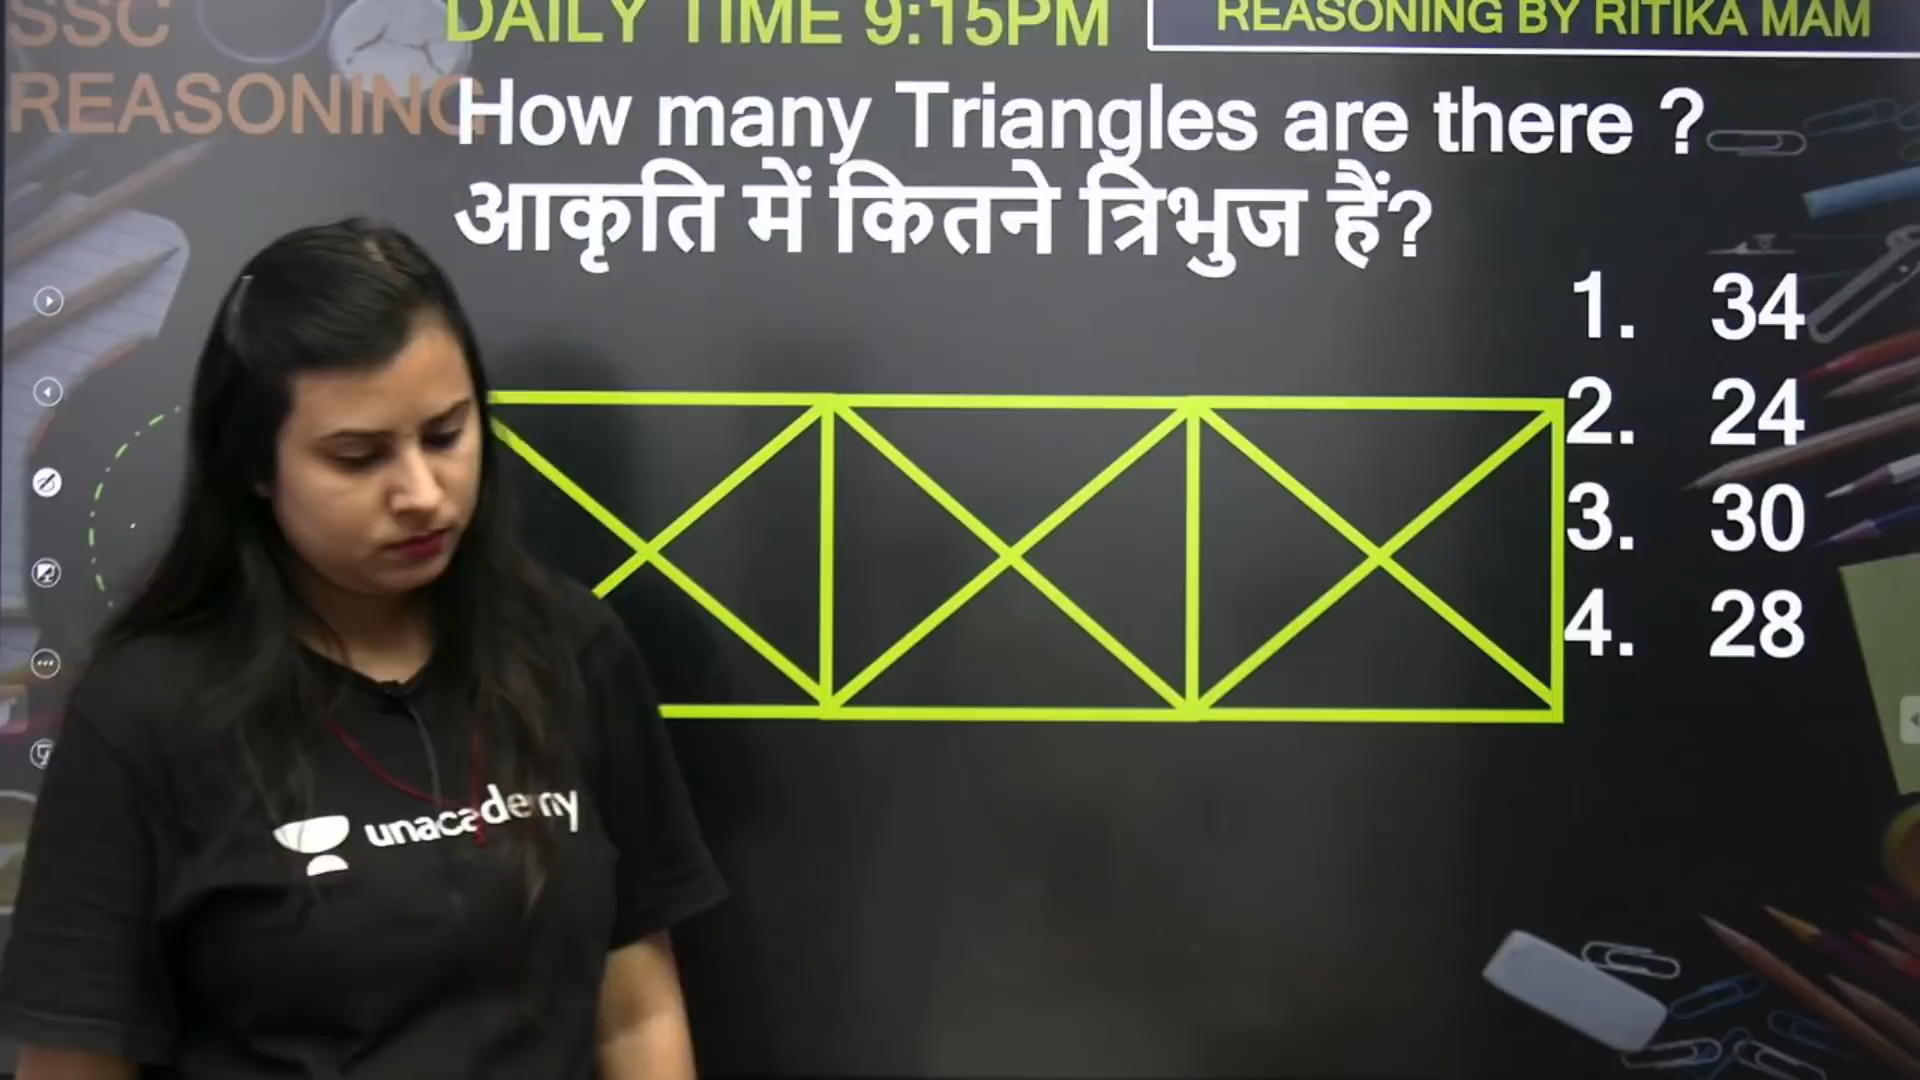 SSC
REASONING
DAILY TIME 9:15PM
REASONING BY RITIKA MAM
How many Triangles are there ?
आकृति में कितने त्रिभुज हैं?
1. 34
2. 24
3. 30
4. 28
unacademy